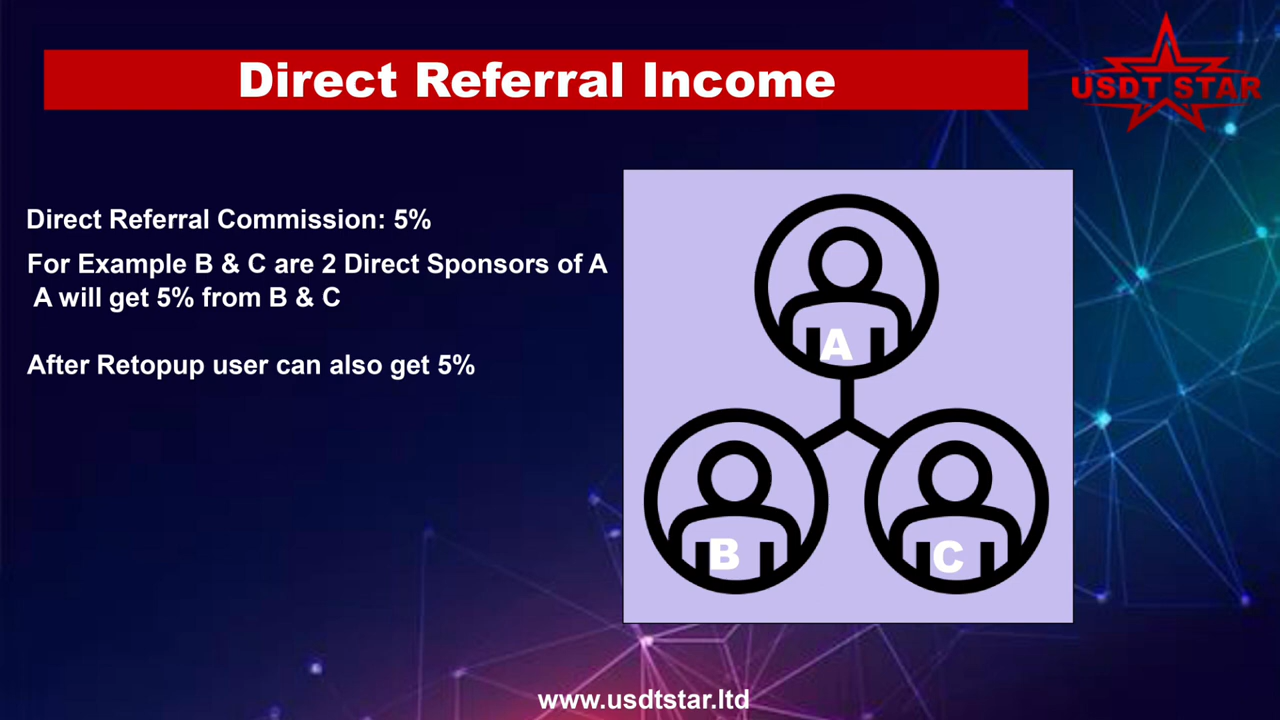 Direct Referral Income
USDT STAR
Direct Referral Commission: 5%
For Example B & C are 2 Direct Sponsors of A
A will get 5% from B & C
After Retopup user can also get 5%
A
B
C
www.usdtstar.ltd